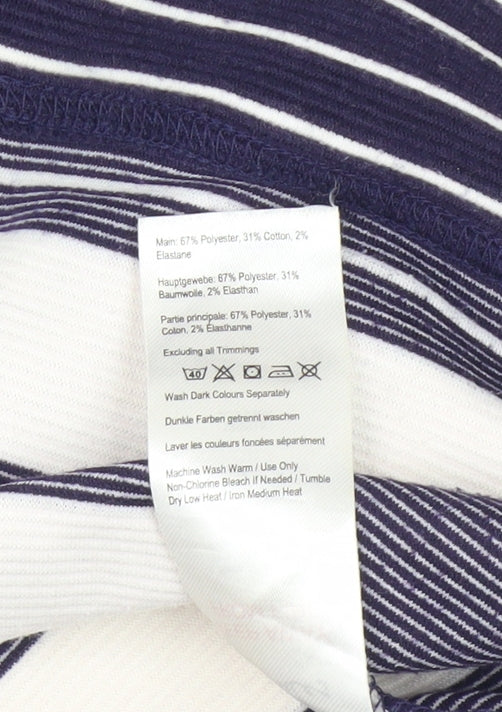 Main: 67% Polyester, 31% Cotton, 2%
Elastane
Hauptgewebe: 67% Polyester, 31%
Baumwolle, 2% Elasthan
Partie principale: 67% Polyester, 31%
Coton, 2% Élasthanne
Excluding all Trimmings
40
Wash Dark Colours Separately
Dunkle Farben getrennt waschen
Laver les couleurs foncées séparément
Machine Wash Warm / Use Only
Non-Chlorine Bleach If Needed / Tumble
Dry Low Heat / Iron Medium Heat